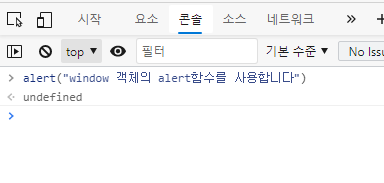 시작 요소 콘솔 소스 네트워크
top 필터 기본 수준 No Issu
alert("window 객체의 alert함수를 사용합니다")
undefined